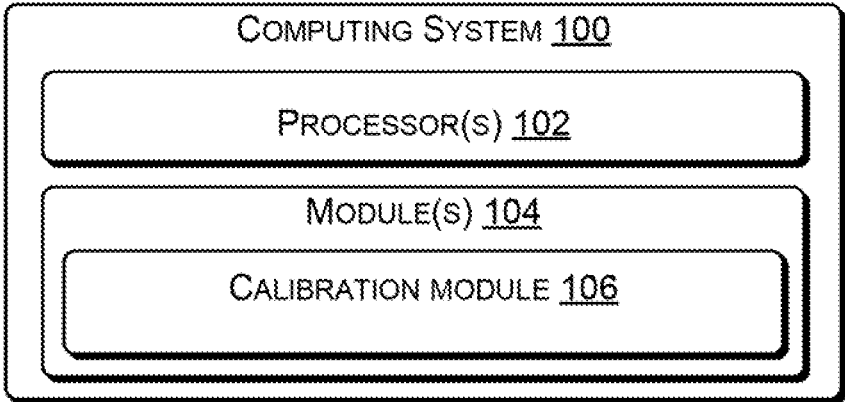 COMPUTING SYSTEM 100
PROCESSOR(S) 102
MODULE(S) 104
CALIBRATION MODULE 106